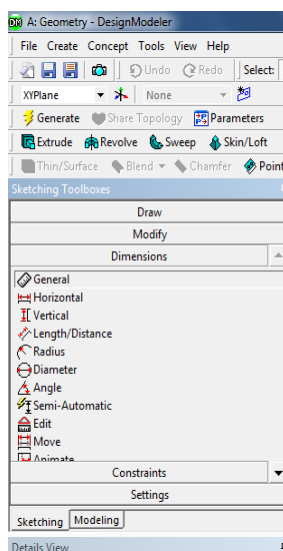 A: Geometry - DesignModeler
File Create Concept Tools View Help
Undo Redo Select:
XYPlane None
Generate Share Topology Parameters
Extrude Revolve Sweep Skin/Loft
Thin/Surface Blend Chamfer Point
Sketching Toolboxes
Draw
Modify
Dimensions
General
Horizontal
Vertical
Length/Distance
Radius
Diameter
Angle
Semi-Automatic
Edit
Move
Animate
Constraints
Settings
Sketching Modeling
Details View